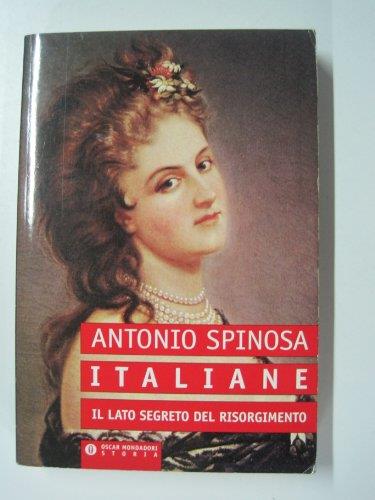 ANTONIO SPINOSA
ITALIANE
IL LATO SEGRETO DEL RISORGIMENTO
OSCAR MONDADORI
STORIA